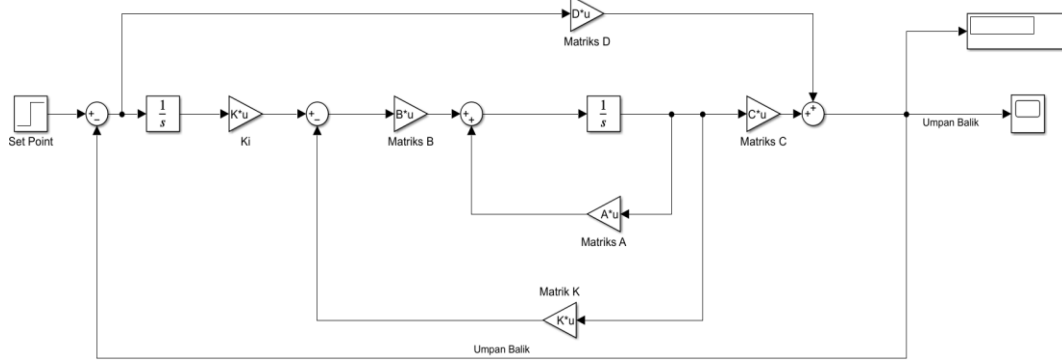 D*u
Matriks D
Set Point
1
s
K*u
Ki
B*u
Matriks B
1
s
C*u
Matriks C
Umpan Balik
A*u
Matriks A
Matrik K
K*u
Umpan Balik